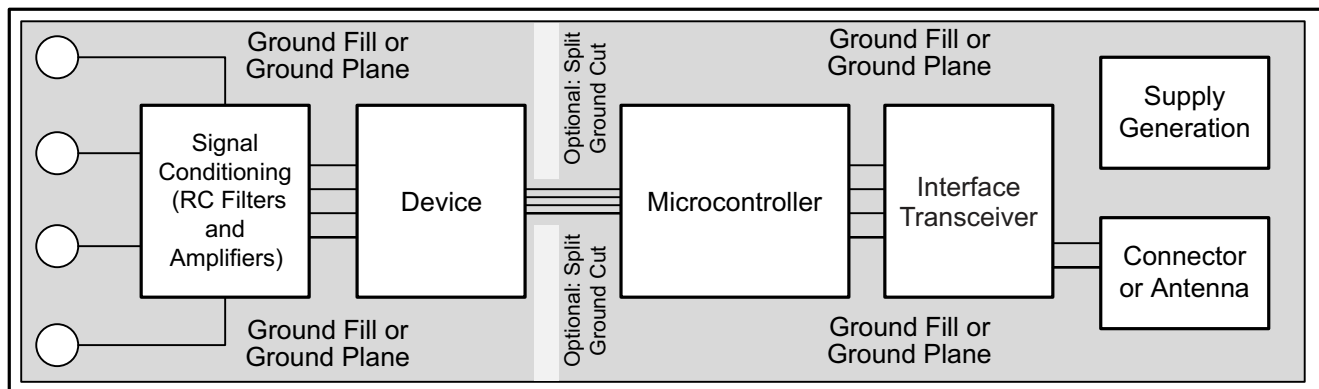 Ground Fill or
Ground Plane
Optional: Split
Ground Cut
Ground Fill or
Ground Plane
Supply
Generation
Signal
Conditioning
(RC Filters
and
Amplifiers)
Device
Microcontroller
Interface
Transceiver
Connector
or Antenna
Ground Fill or
Ground Plane
Optional: Split
Ground Cut
Ground Fill or
Ground Plane